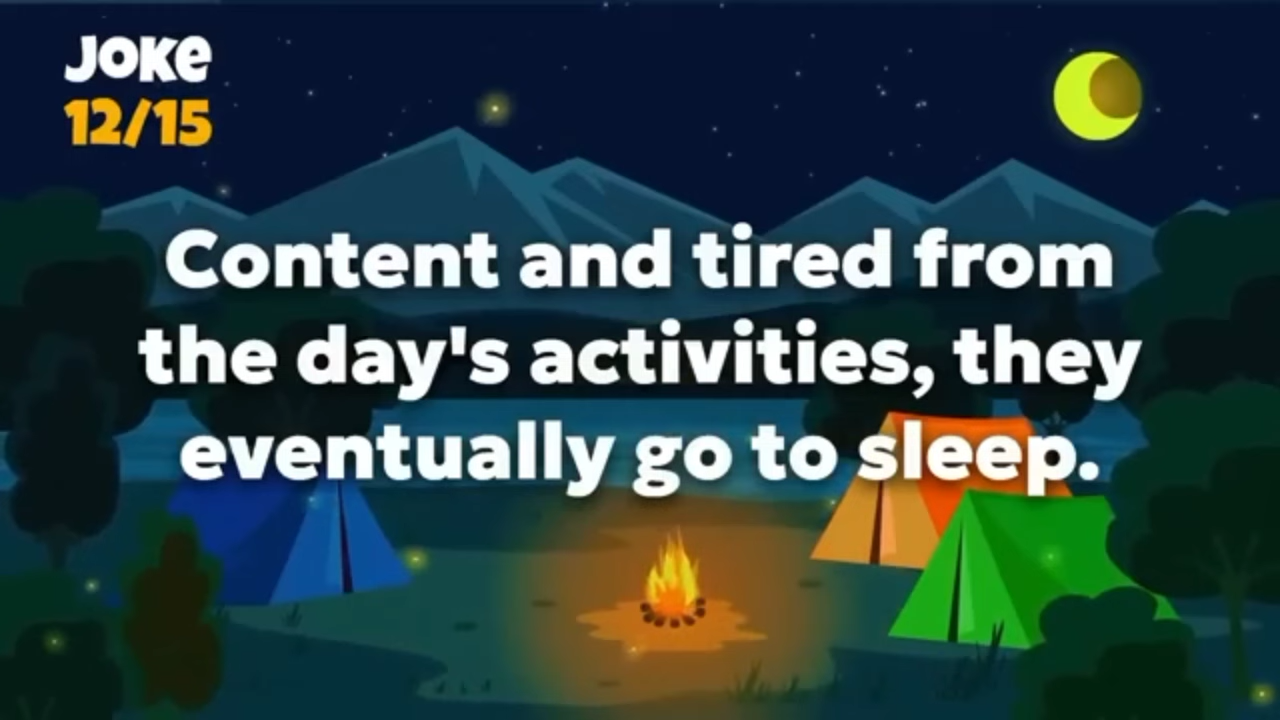 Joke
12/15
Content and tired from
the day's activities, they
eventually go to sleep.